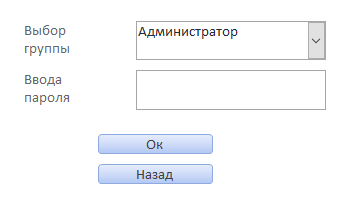 Выбор Администратор
группы
Ввода
пароля
Ок
Назад